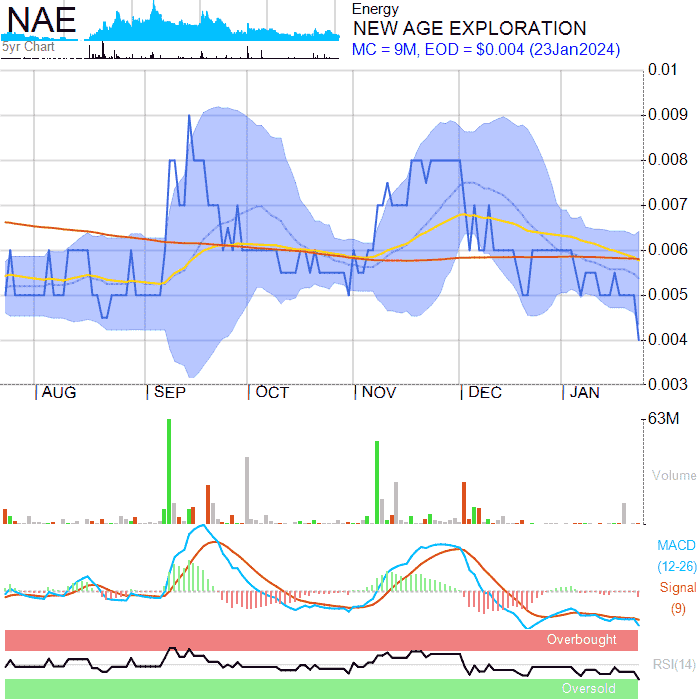 NAE
5yr Chart
Energy
NEW AGE EXPLORATION
MC = 9M, EOD = $0.004 (23Jan2024)
0.01
0.009
0.008
0.007
0.006
0.005
0.004
0.003
AUG SEP OCT NOV DEC JAN
63M
Volume
MACD
(12-26)
Signal
(9)
Overbought
RSI(14)
Oversold